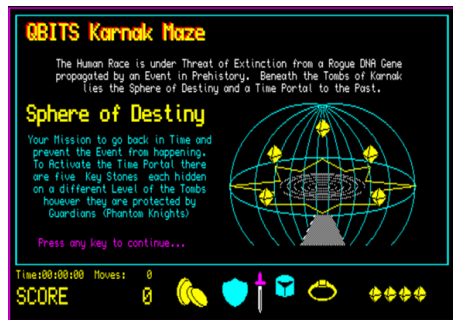 QBITS Karnak Maze
The Human Race is under Threat of Extinction from a Rogue DNA Gene
propagated by an Event in Prehistory. Beneath the Tombs of Karnak
lies the Sphere of Destiny and a Time Portal to the Past.
Sphere of Destiny
Your Mission to go back in Time and
prevent the Event from happening.
To Activate the Time Portal there
are five Key Stones each hidden
on a different Level of the Tombs
however they are protected by
Guardians (Phantom Knights)
Press any key to continue...
Time:00:00:00 Moves: 0
SCORE 0